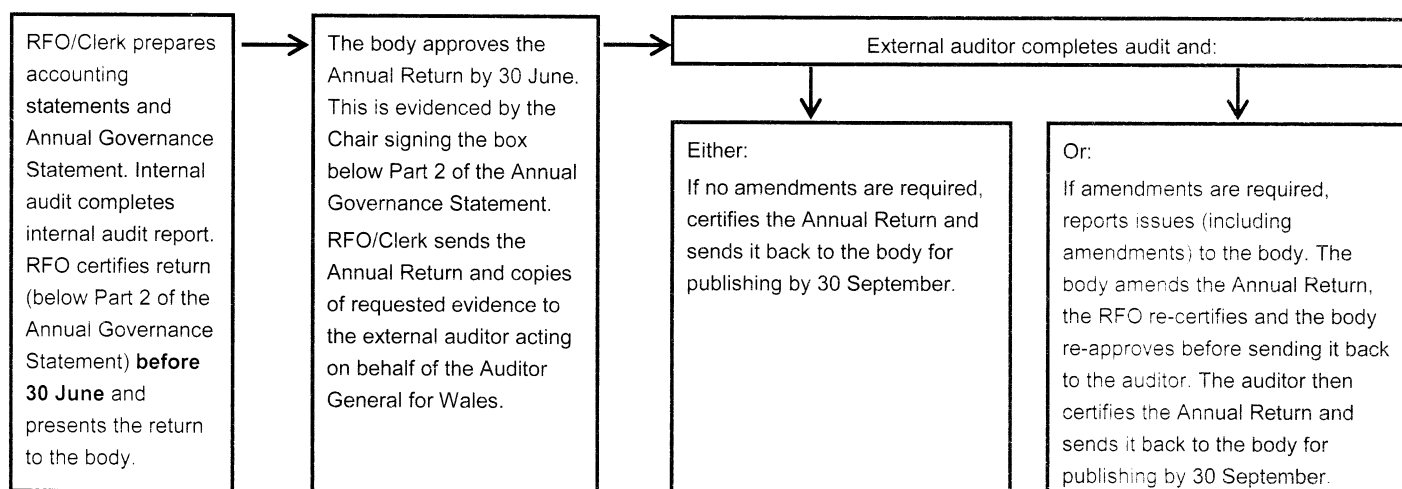 RFO/Clerk prepares
accounting
statements and
Annual Governance
Statement. Internal
audit completes
internal audit report.
RFO certifies return
(below Part 2 of the
Annual Governance
Statement) before
30 June and
presents the return
to the body.
The body approves the
Annual Return by 30 June.
This is evidenced by the
Chair signing the box
below Part 2 of the Annual
Governance Statement.
RFO/Clerk sends the
Annual Return and copies
of requested evidence to
the external auditor acting
on behalf of the Auditor
General for Wales.
External auditor completes audit and:
Either:
If no amendments are required,
certifies the Annual Return and
sends it back to the body for
publishing by 30 September.
Or:
If amendments are required,
reports issues (including
amendments) to the body. The
body amends the Annual Return,
the RFO re-certifies and the body
re-approves before sending it back
to the auditor. The auditor then
certifies the Annual Return and
sends it back to the body for
publishing by 30 September.